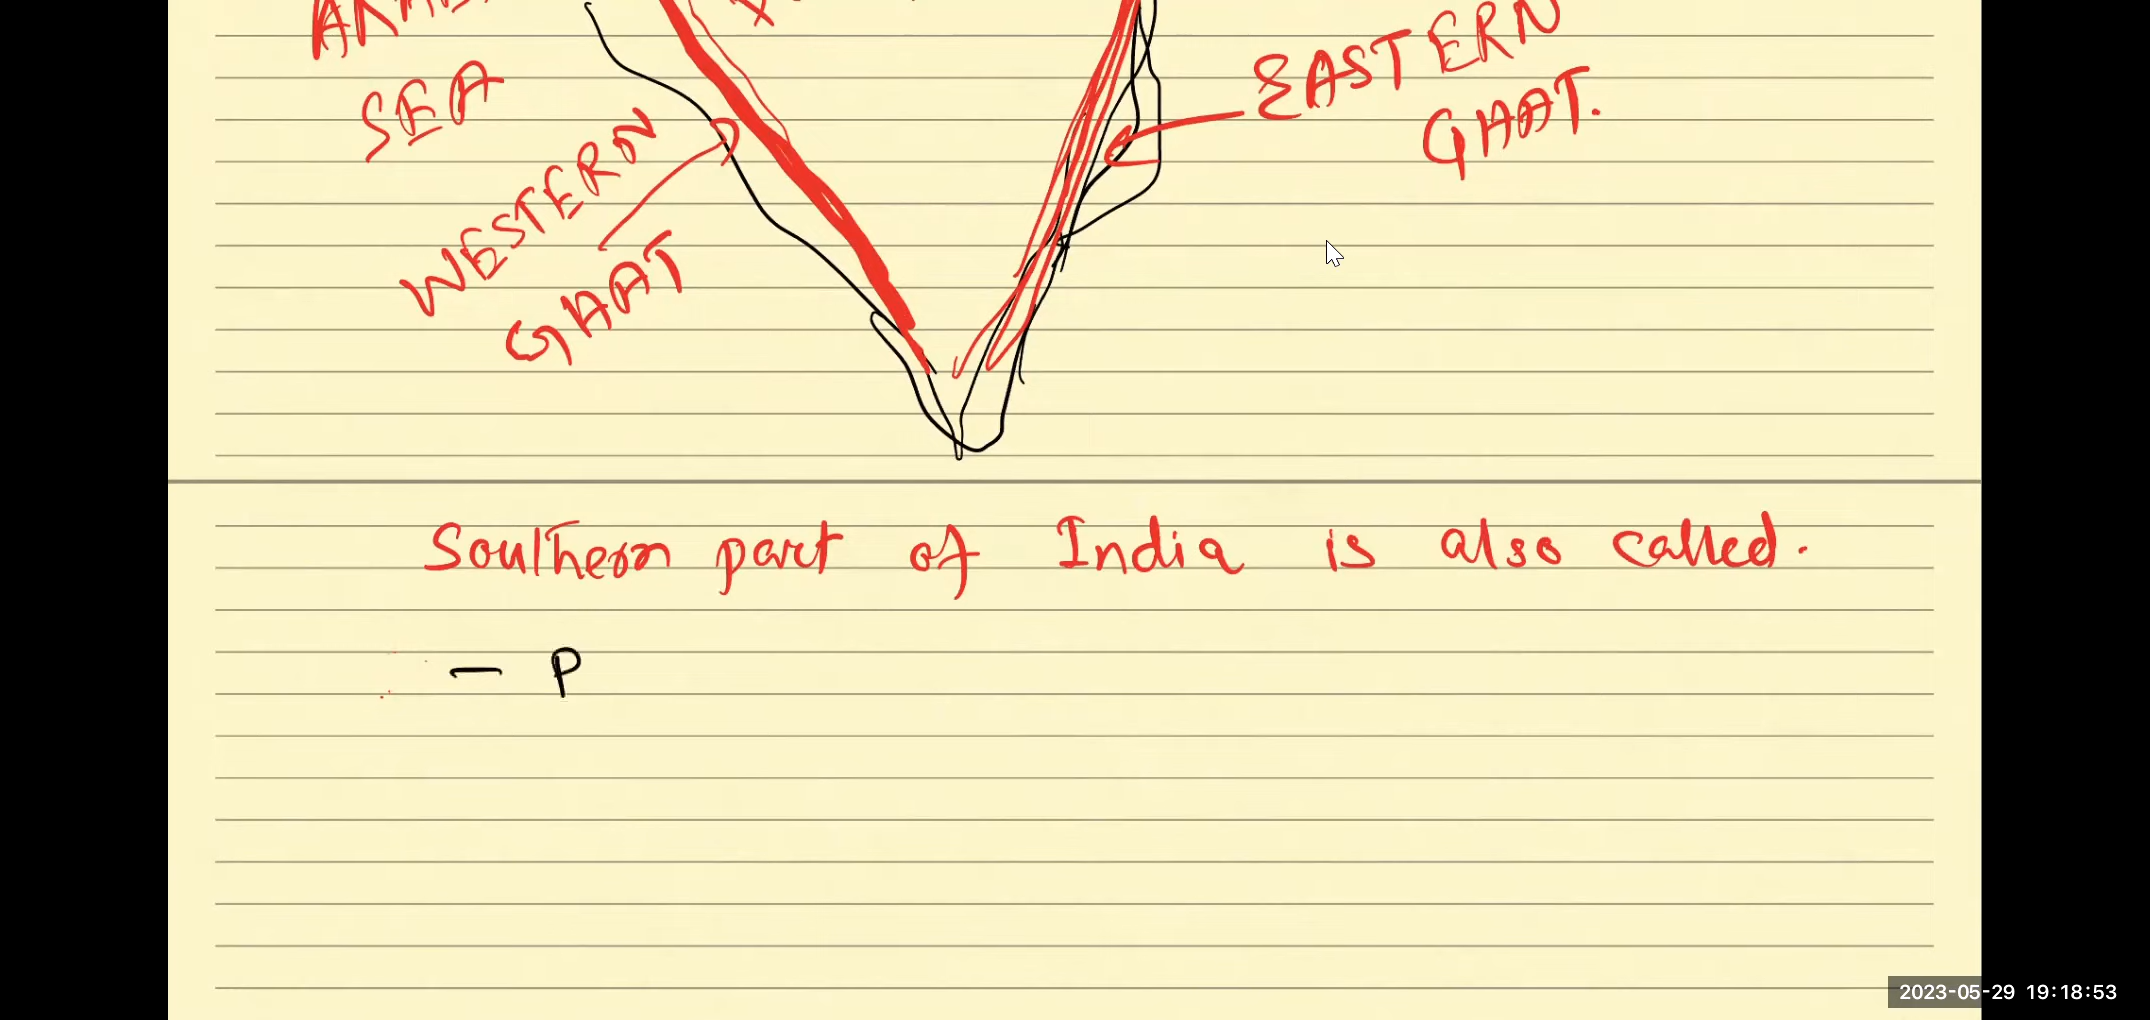 SEA
EASTERN
GHAT.
WESTERN
GHAT
Southern part of India is also called.
— P
2023-05-29 19:18:53